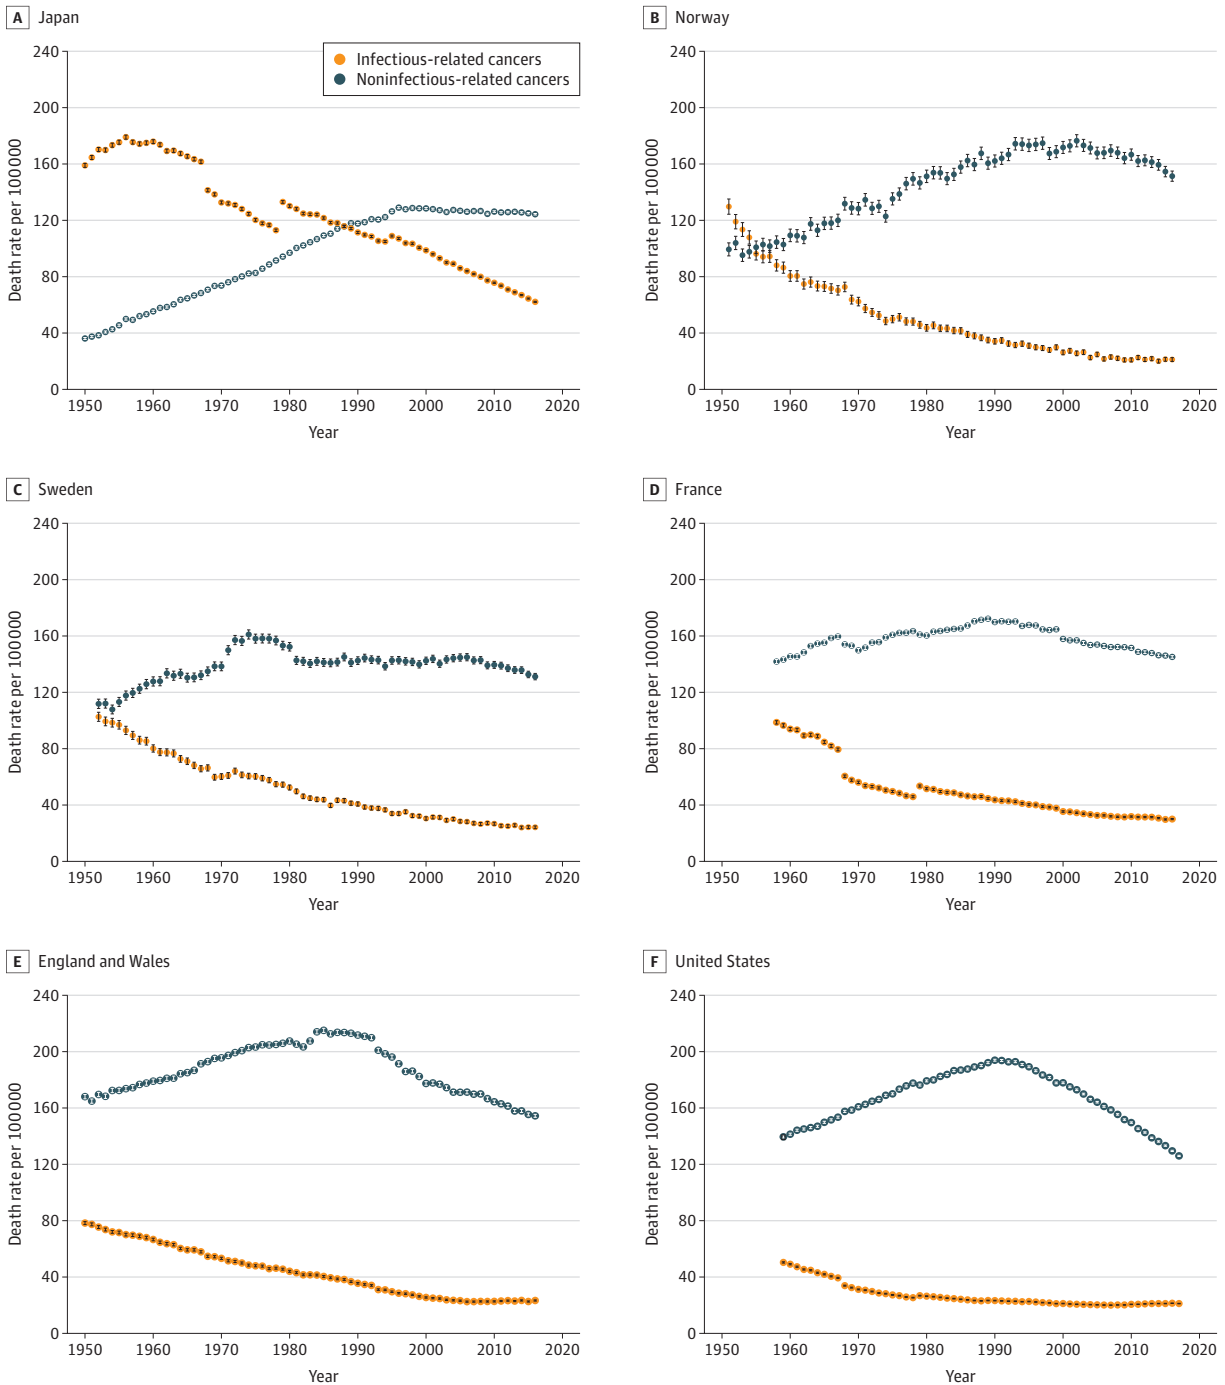 A Japan
240
200
160
120
80
40
0
Death rate per 100000
Infectious-related cancers
Noninfectious-related cancers
1950 1960 1970 1980 1990 2000 2010 2020
Year
B Norway
240
200
160
120
80
40
0
Death rate per 100000
1950 1960 1970 1980 1990 2000 2010 2020
Year
C Sweden
240
200
160
120
80
40
0
Death rate per 100000
1950 1960 1970 1980 1990 2000 2010 2020
Year
D France
240
200
160
120
80
40
0
Death rate per 100000
1950 1960 1970 1980 1990 2000 2010 2020
Year
E England and Wales
240
200
160
120
80
40
0
Death rate per 100000
1950 1960 1970 1980 1990 2000 2010 2020
Year
F United States
240
200
160
120
80
40
0
Death rate per 100000
1950 1960 1970 1980 1990 2000 2010 2020
Year